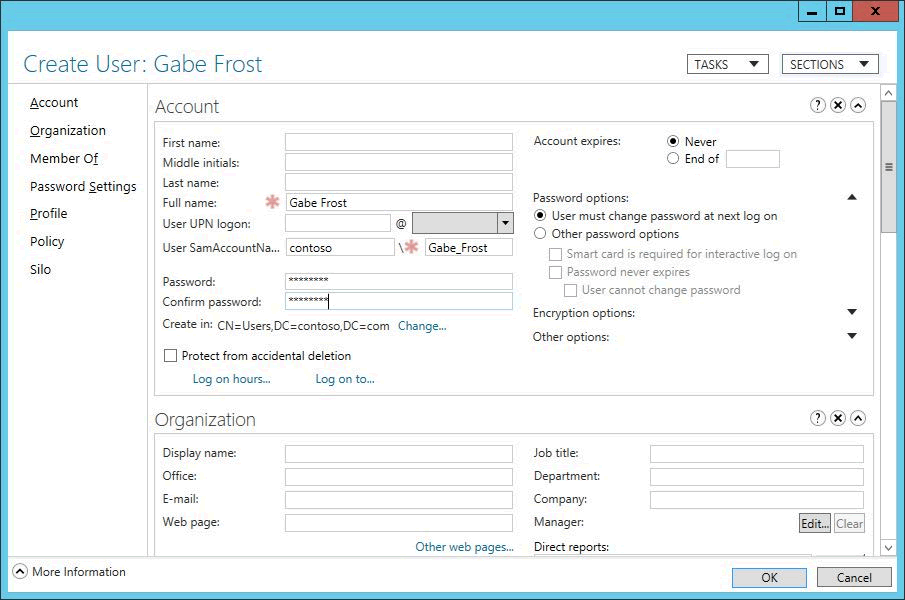 Create User: Gabe Frost
TASKS
SECTIONS
Account
Organization
Member Of
Password Settings
Profile
Policy
Silo
Account
First name:
Middle initials:
Last name:
Full name: * Gabe Frost
User UPN logon: @
User SamAccountNa... contoso \* Gabe_Frost
Password: ********
Confirm password: ********
Create in: CN=Users,DC=contoso,DC=com Change...
Protect from accidental deletion
Log on hours... Log on to...
Account expires: Never
End of
Password options:
User must change password at next log on
Other password options
Smart card is required for interactive log on
Password never expires
User cannot change password
Encryption options:
Other options:
Organization
Display name:
Office:
E-mail:
Web page:
Other web pages...
Job title:
Department:
Company:
Manager: Edit... Clear
Direct reports:
More Information
OK Cancel